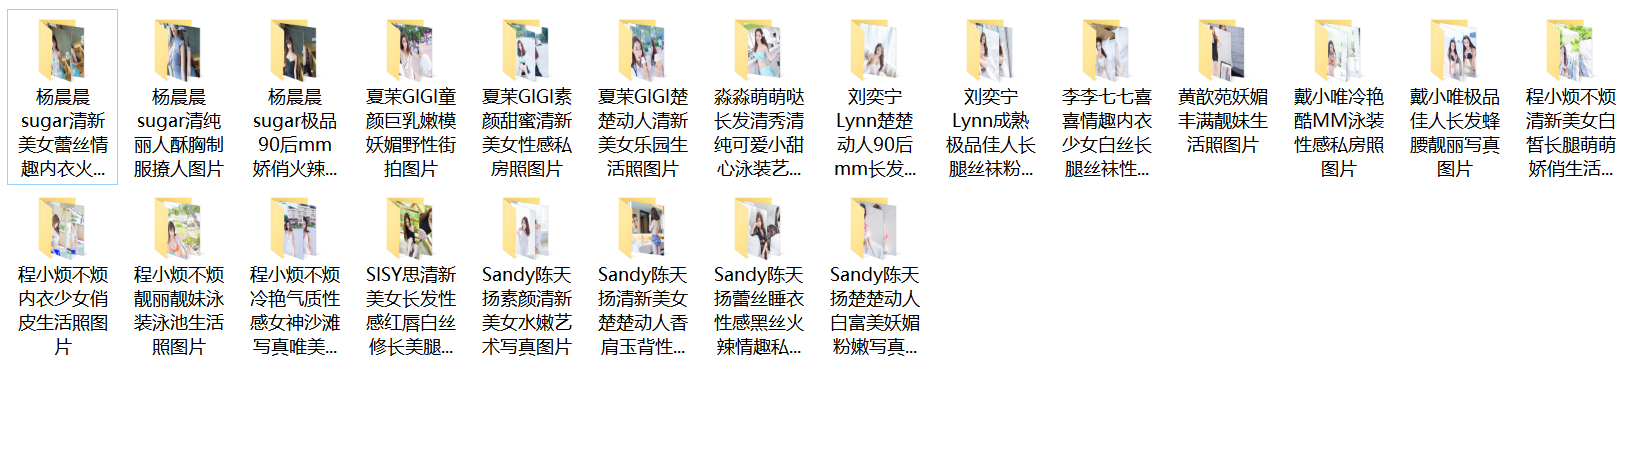 杨晨晨
sugar清新
美女蕾丝情
趣内衣火...
杨晨晨
sugar清纯
丽人酥胸制
服撩人图片
杨晨晨
sugar极品
90后mm
娇俏火辣...
夏茉GIGI童
颜巨乳嫩模
妖媚野性街
拍图片
夏茉GIGI素
颜甜蜜清新
美女性感私
房照图片
夏茉GIGI楚
楚动人清新
美女乐园生
活照图片
淼淼萌萌哒
长发清秀清
纯可爱小甜
心泳装艺...
刘奕宁
Lynn楚楚
动人90后
mm长发...
刘奕宁
Lynn成熟
极品佳人长
腿丝袜粉...
李李七七喜
喜情趣内衣
少女白丝长
腿丝袜性...
黄歆苑妖媚
丰满靓妹生
活照图片
戴小唯冷艳
酷MM泳装
性感私房照
图片
戴小唯极品
佳人长发蜂
腰靓丽写真
图片
程小烦不烦
清新美女白
皙长腿萌萌
娇俏生活...
程小烦不烦
内衣少女俏
皮生活照图
片
程小烦不烦
靓丽靓妹泳
装泳池生活
照图片
程小烦不烦
冷艳气质性
感女神沙滩
写真唯美...
SISY思清新
美女长发性
感红唇白丝
修长美腿...
Sandy陈天
扬素颜清新
美女水嫩艺
术写真图片
Sandy陈天
扬清新美女
楚楚动人香
肩玉背性...
Sandy陈天
扬蕾丝睡衣
性感黑丝火
辣情趣私...
Sandy陈天
扬楚楚动人
白富美妖媚
粉嫩写真...